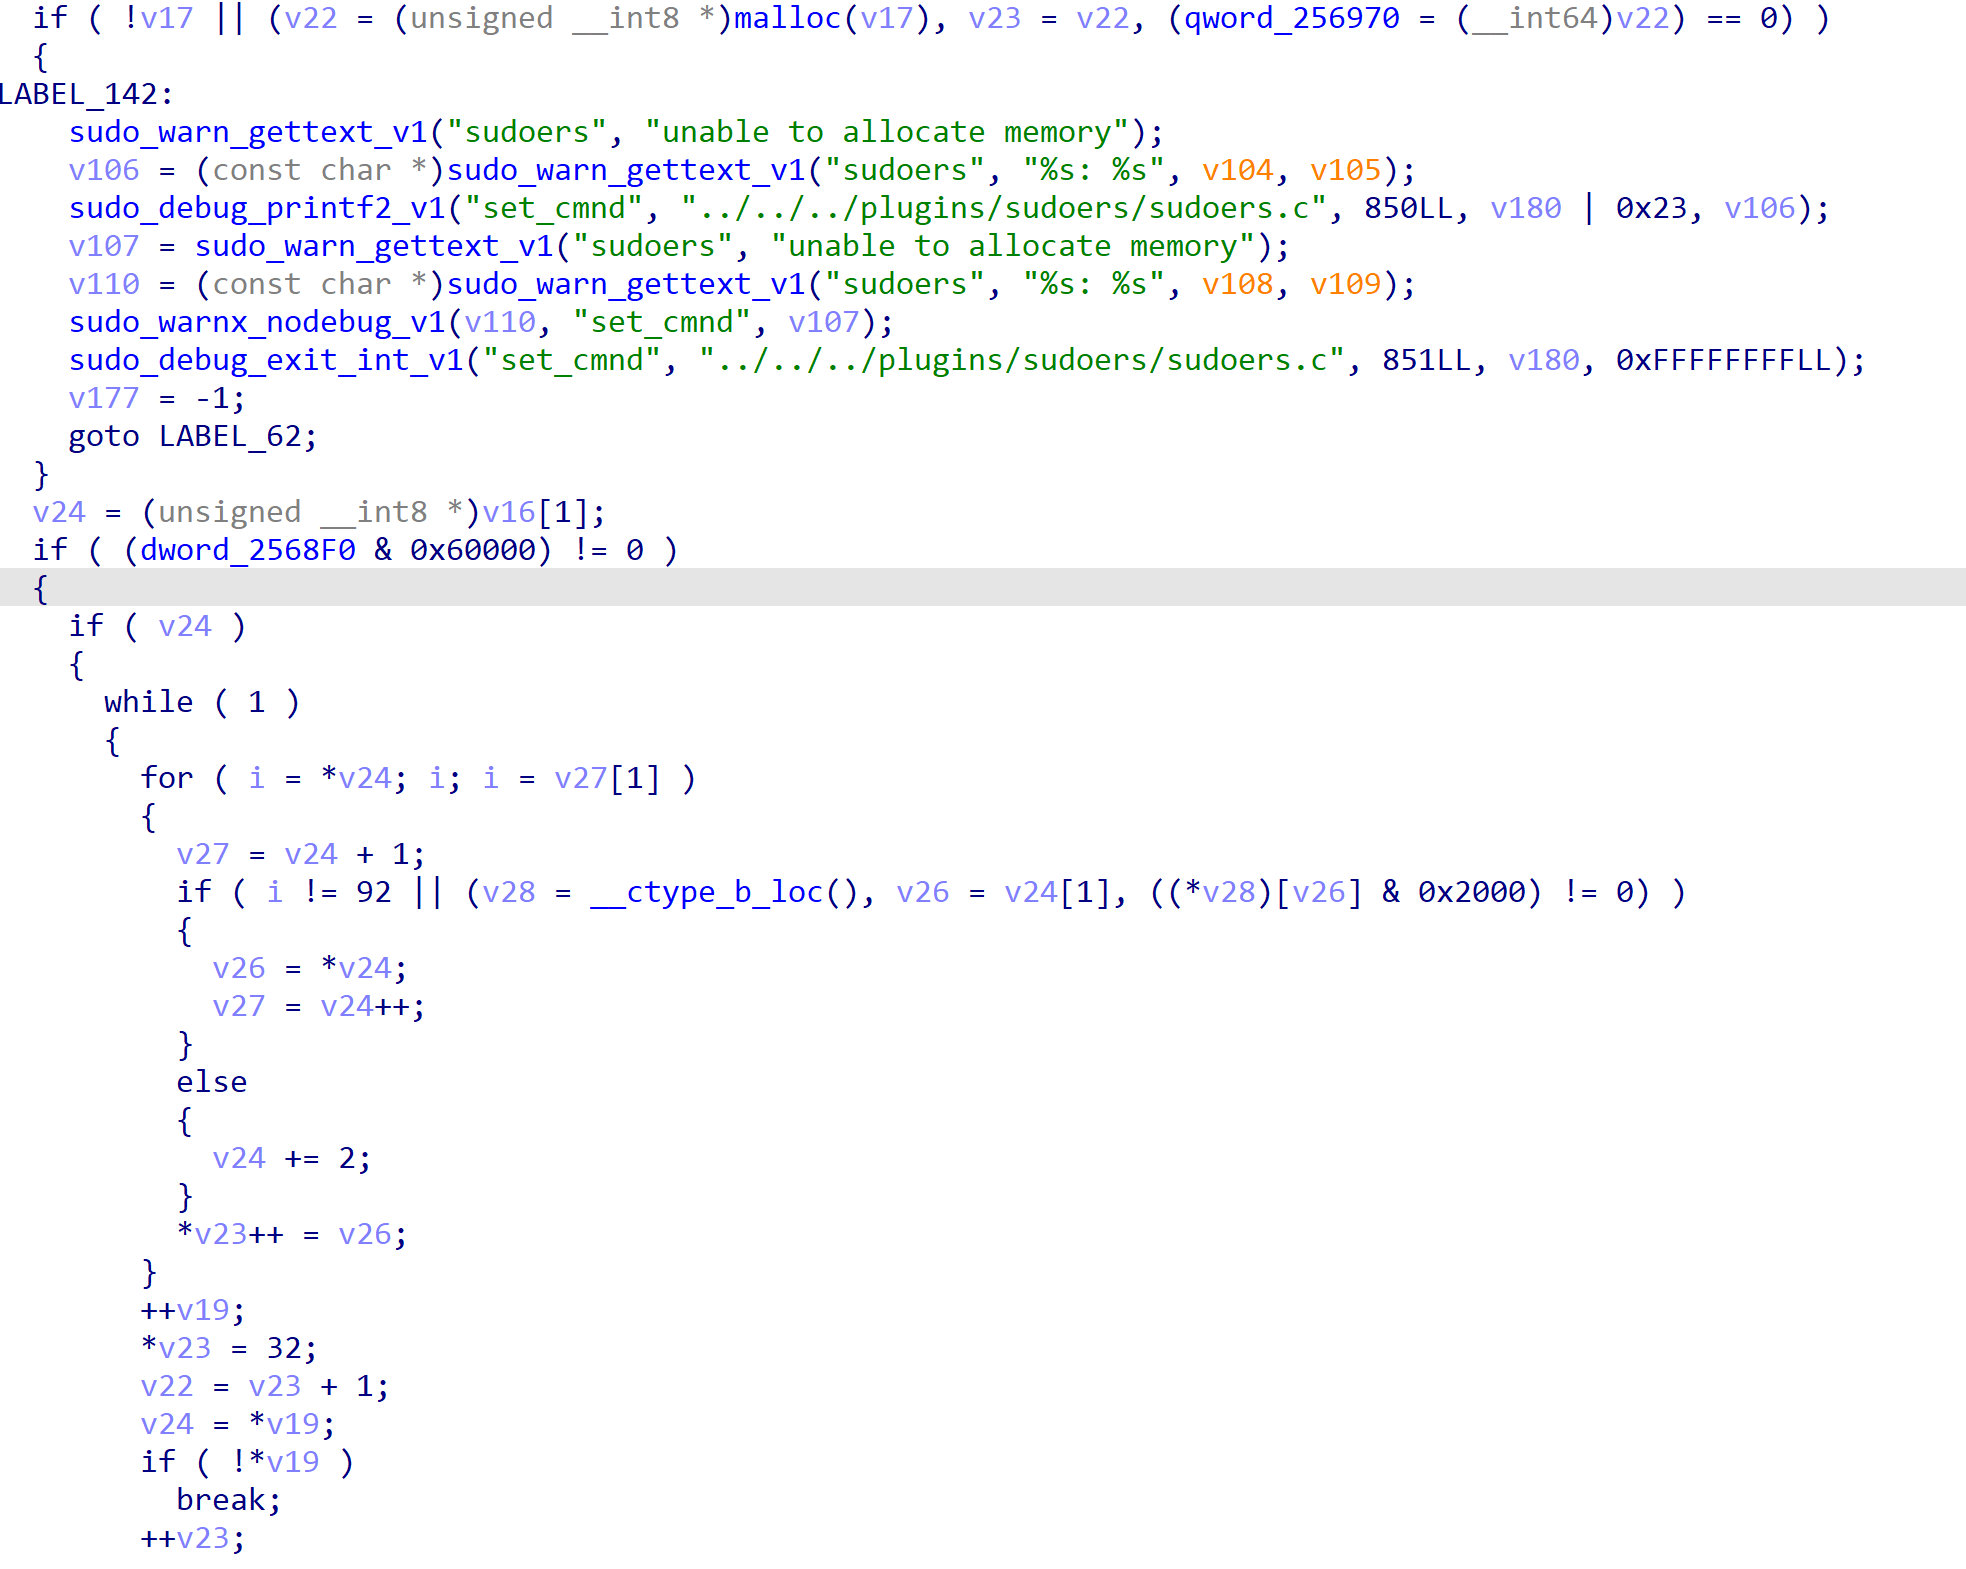 if ( !v17 || (v22 = (unsigned __int8 *)malloc(v17), v23 = v22, (qword_256970 = (__int64)v22) == 0) )
{
LABEL_142:
sudo_warn_gettext_v1("sudoers", "unable to allocate memory");
v106 = (const char *)sudo_warn_gettext_v1("sudoers", "%s: %s", v104, v105);
sudo_debug_printf2_v1("set_cmnd", "../../../plugins/sudoers/sudoers.c", 850LL, v180 | 0x23, v106);
v107 = sudo_warn_gettext_v1("sudoers", "unable to allocate memory");
v110 = (const char *)sudo_warn_gettext_v1("sudoers", "%s: %s", v108, v109);
sudo_warnx_nodebug_v1(v110, "set_cmnd", v107);
sudo_debug_exit_int_v1("set_cmnd", "../../../plugins/sudoers/sudoers.c", 851LL, v180, 0xFFFFFFFFLL);
v177 = -1;
goto LABEL_62;
}
v24 = (unsigned __int8 *)v16[1];
if ( (dword_2568F0 & 0x60000) != 0 )
{
if ( v24 )
{
while ( 1 )
{
for ( i = *v24; i; i = v27[1] )
{
v27 = v24 + 1;
if ( i != 92 || (v28 = __ctype_b_loc(), v26 = v24[1], ((*v28)[v26] & 0x2000) != 0) )
{
v26 = *v24;
v27 = v24++;
}
else
{
v24 += 2;
}
*v23++ = v26;
}
++v19;
*v23 = 32;
v22 = v23 + 1;
v24 = *v19;
if ( !*v19 )
break;
++v23;